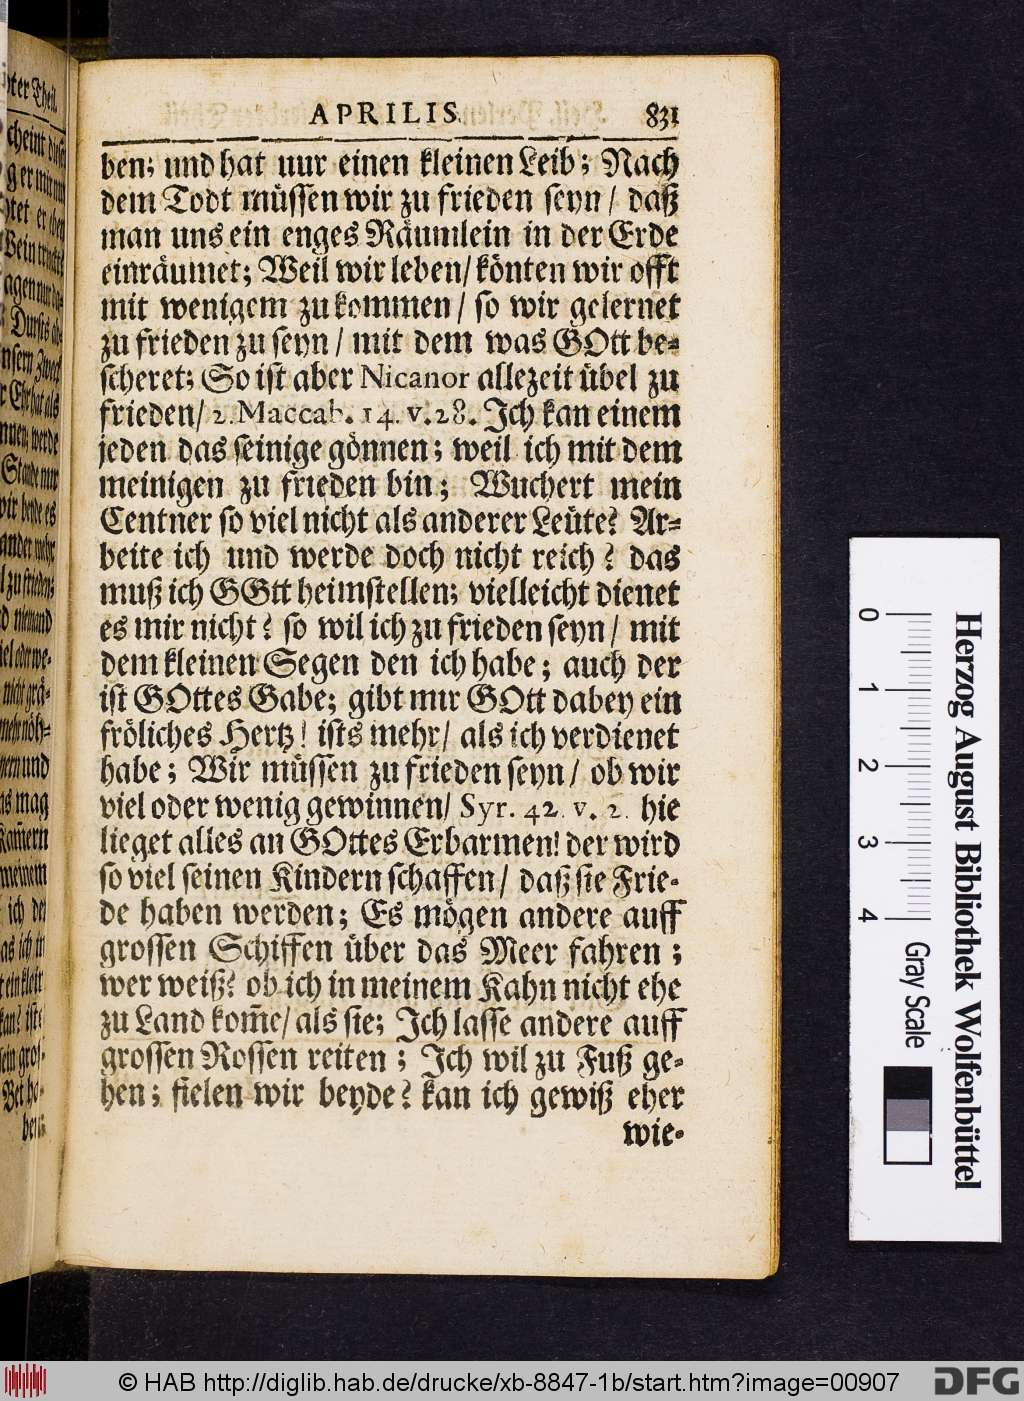 APRILIS. 831
ben; und hat nur einen kleinen Leib; Nach
dem Todt müssen wir zu frieden seyn/ daß
man uns ein enges Räumlein in der Erde
einräumet; Weil wir leben/ könten wir offt
mit wenigem zukommen/ so wir gelernet
zu frieden zu seyn/ mit dem was GOtt be-
scheret; So ist aber Nicanor allezeit übel zu
frieden/ 2. Maccab. 14. v. 28. Ich kan einem
jeden das seinige gönnen; weil ich mit dem
meinigen zu frieden bin; Wuchert mein
Centner so viel nicht als anderer Leüte? Ar-
beite ich und werde doch nicht reich? das
muß ich GGtt heimstellen; vielleicht dienet
es mir nicht? so wil ich zu frieden seyn/ mit
dem kleinen Segen den ich habe; auch der
ist GOttes Gabe; gibt mir GOtt dabey ein
fröliches Hertz! ists mehr/ als ich verdienet
habe; Wir müssen zu frieden seyn/ ob wir
viel oder wenig gewinnen/ Syr. 42. v. 2. hie
lieget alles an GOttes Erbarmen! der wird
so viel seinen Kindern schaffen/ daß sie Frie-
de haben werden; Es mögen andere auff
grossen Schiffen über das Meer fahren;
wer weiß? ob ich in meinem Kahn nicht ehe
zu Land kom̄e/ als sie; Ich lasse andere auff
grossen Rossen reiten; Ich wil zu Fuß ge-
hen; fielen wir beyde? kan ich gewiß eher
wie-
0 1 2 3 4
Herzog August Bibliothek Wolfenbüttel
Gray Scale
© HAB http://diglib.hab.de/drucke/xb-8847-1b/start.htm?image=00907
DFG